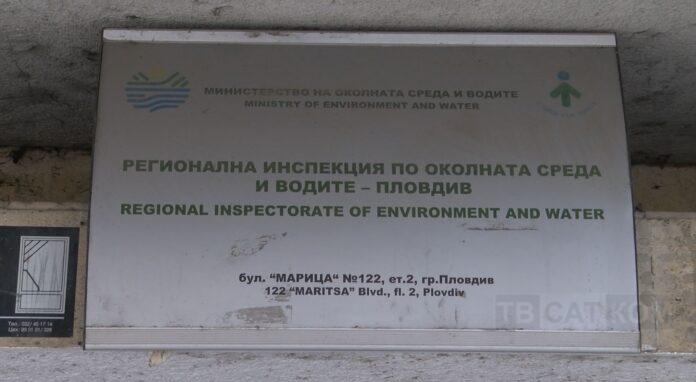 МИНИСТЕРСТВО НА ОКОЛНАТА СРЕДА И ВОДИТЕ
MINISTRY OF ENVIRONMENT AND WATER
РЕГИОНАЛНА ИНСПЕКЦИЯ ПО ОКОЛНАТА СРЕДА
И ВОДИТЕ – ПЛОВДИВ
REGIONAL INSPECTORATE OF ENVIRONMENT AND WATER
бул. “МАРИЦА“ №122, ет.2, гр.Пловдив
122 “MARITSA” Blvd., fl. 2, Plovdiv
ТВ САТКОМ